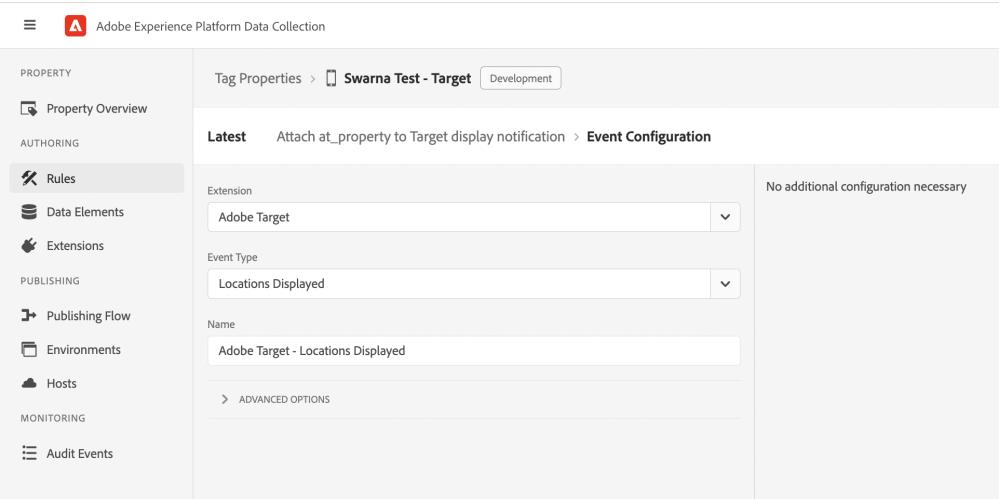 Adobe Experience Platform Data Collection
PROPERTY
Property Overview
AUTHORING
Rules
Data Elements
Extensions
PUBLISHING
Publishing Flow
Environments
Hosts
MONITORING
Audit Events
Tag Properties > Swarna Test - Target Development
Latest Attach at_property to Target display notification > Event Configuration
Extension
Adobe Target
Event Type
Locations Displayed
Name
Adobe Target - Locations Displayed
ADVANCED OPTIONS
No additional configuration necessary